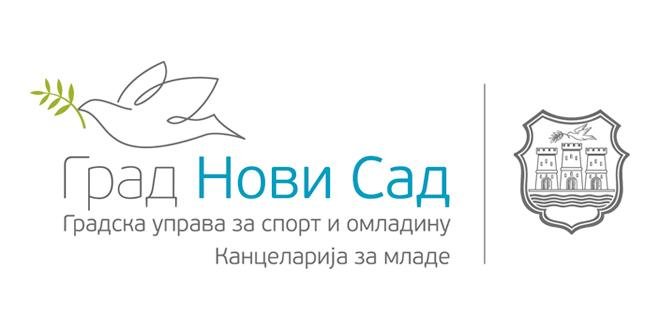 Град Нови Сад
Градска управа за спорт и омладину
Канцеларија за младе